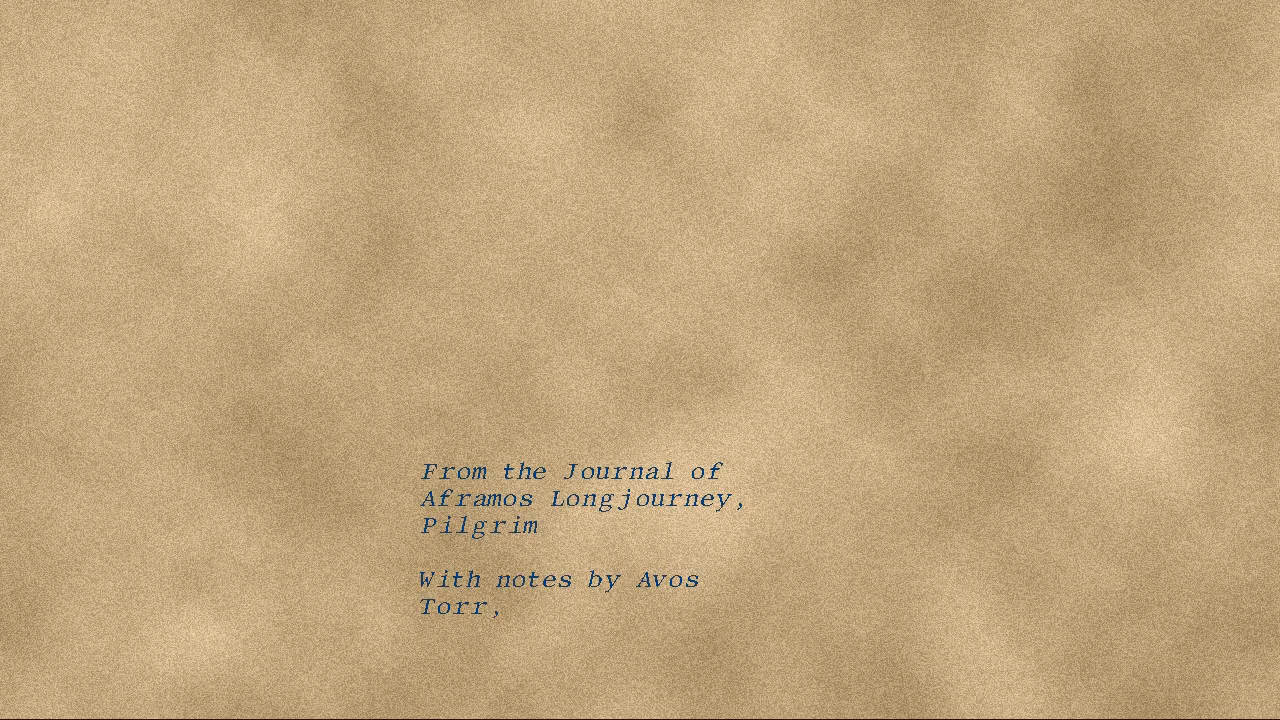 From the Journal of
Aframos Longjourney,
Pilgrim
With notes by Avos
Torr,